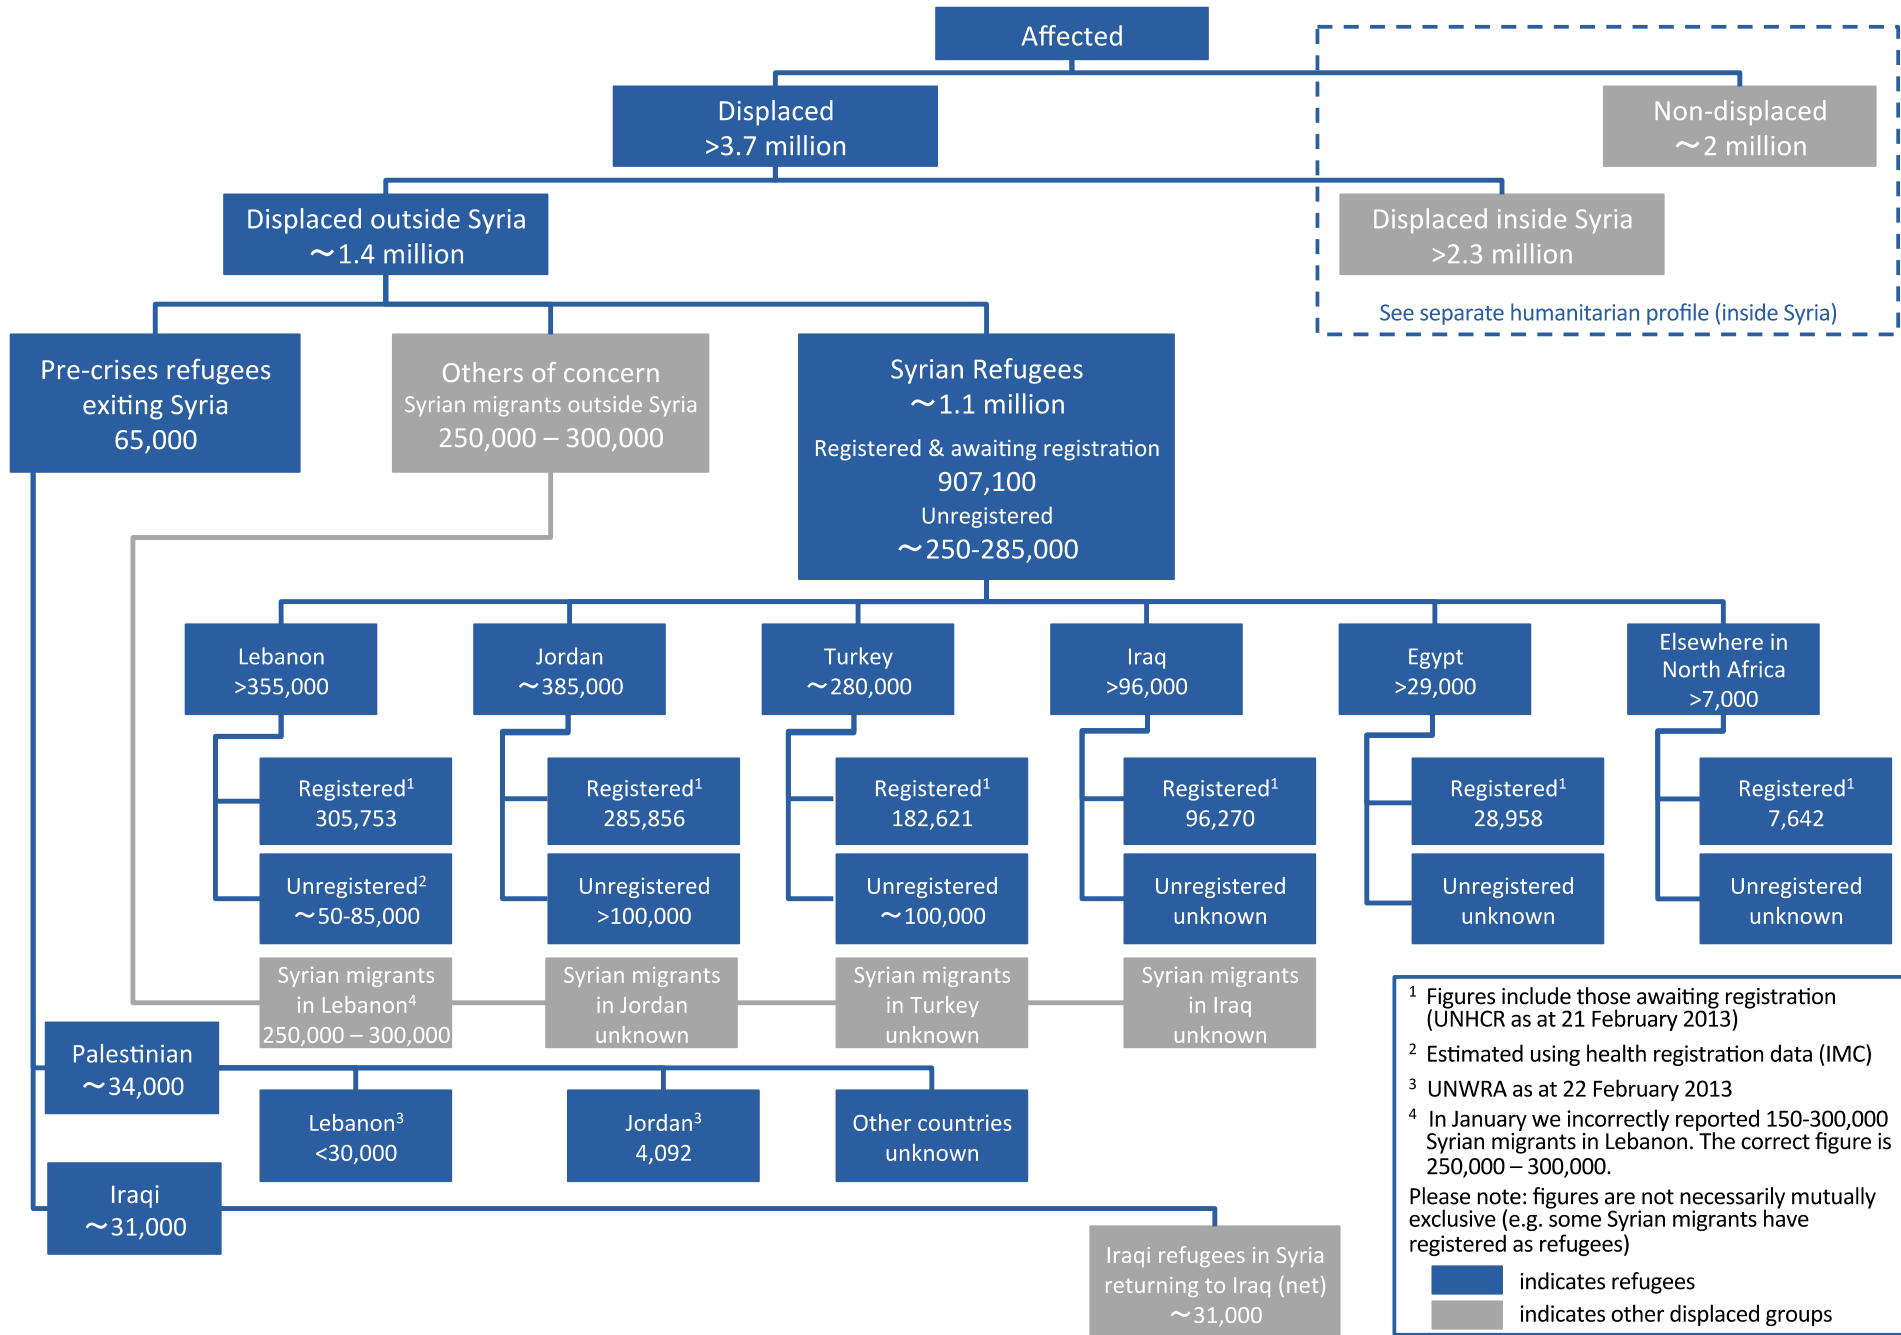 Affected
Displaced
>3.7 million
Non-displaced
~2 million
Displaced outside Syria
~1.4 million
Displaced inside Syria
>2.3 million
See separate humanitarian profile (inside Syria)
Pre-crises refugees
exiting Syria
65,000
Others of concern
Syrian migrants outside Syria
250,000 – 300,000
Syrian Refugees
~1.1 million
Registered & awaiting registration
907,100
Unregistered
~250-285,000
Lebanon
>355,000
Jordan
~385,000
Turkey
~280,000
Iraq
>96,000
Egypt
>29,000
Elsewhere in
North Africa
>7,000
Registered¹
305,753
Registered¹
285,856
Registered¹
182,621
Registered¹
96,270
Registered¹
28,958
Registered¹
7,642
Unregistered²
~50-85,000
Unregistered
>100,000
Unregistered
~100,000
Unregistered
unknown
Unregistered
unknown
Unregistered
unknown
Syrian migrants
in Lebanon⁴
250,000 – 300,000
Syrian migrants
in Jordan
unknown
Syrian migrants
in Turkey
unknown
Syrian migrants
in Iraq
unknown
Palestinian
~34,000
Lebanon³
<30,000
Jordan³
4,092
Other countries
unknown
Iraqi
~31,000
Iraqi refugees in Syria
returning to Iraq (net)
~31,000
¹ Figures include those awaiting registration
(UNHCR as at 21 February 2013)
² Estimated using health registration data (IMC)
³ UNWRA as at 22 February 2013
⁴ In January we incorrectly reported 150-300,000
Syrian migrants in Lebanon. The correct figure is
250,000 – 300,000.
Please note: figures are not necessarily mutually
exclusive (e.g. some Syrian migrants have
registered as refugees)
indicates refugees
indicates other displaced groups